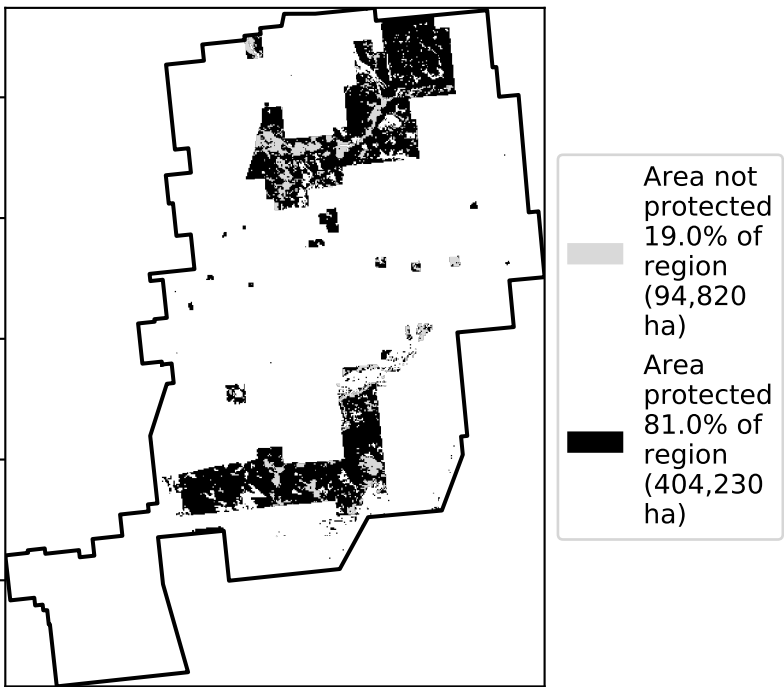 Area not
protected
19.0% of
region
(94,820
ha)
Area
protected
81.0% of
region
(404,230
ha)